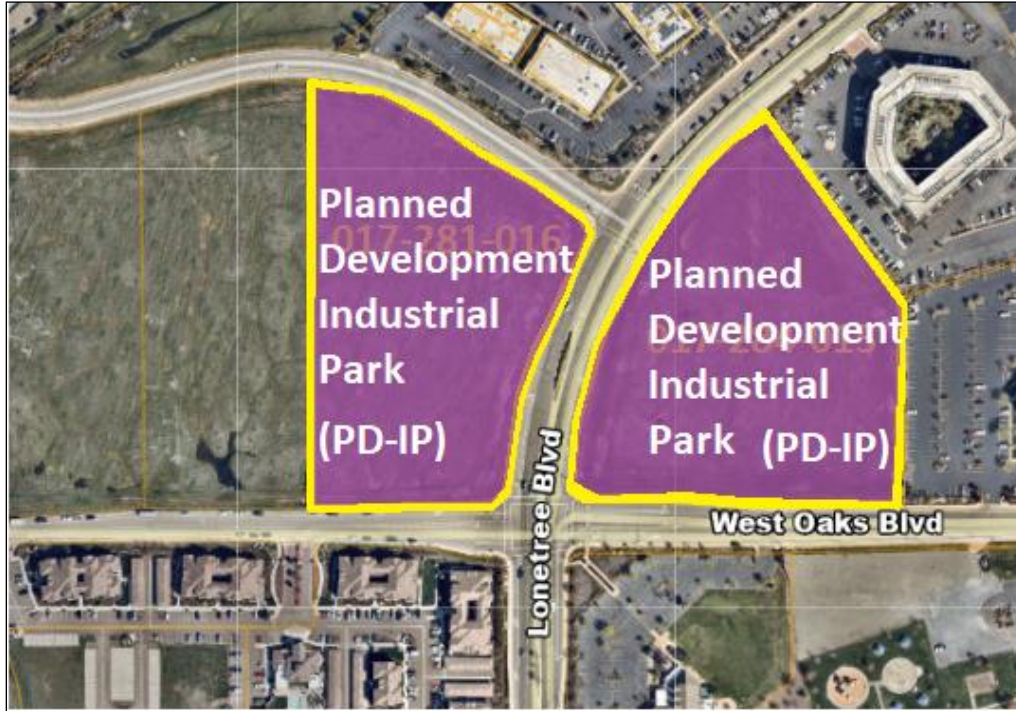 Planned
017-281-016
Development
Industrial
Park
(PD-IP)
Planned
Development
Industrial
Park (PD-IP)
Lonetree Blvd
West Oaks Blvd